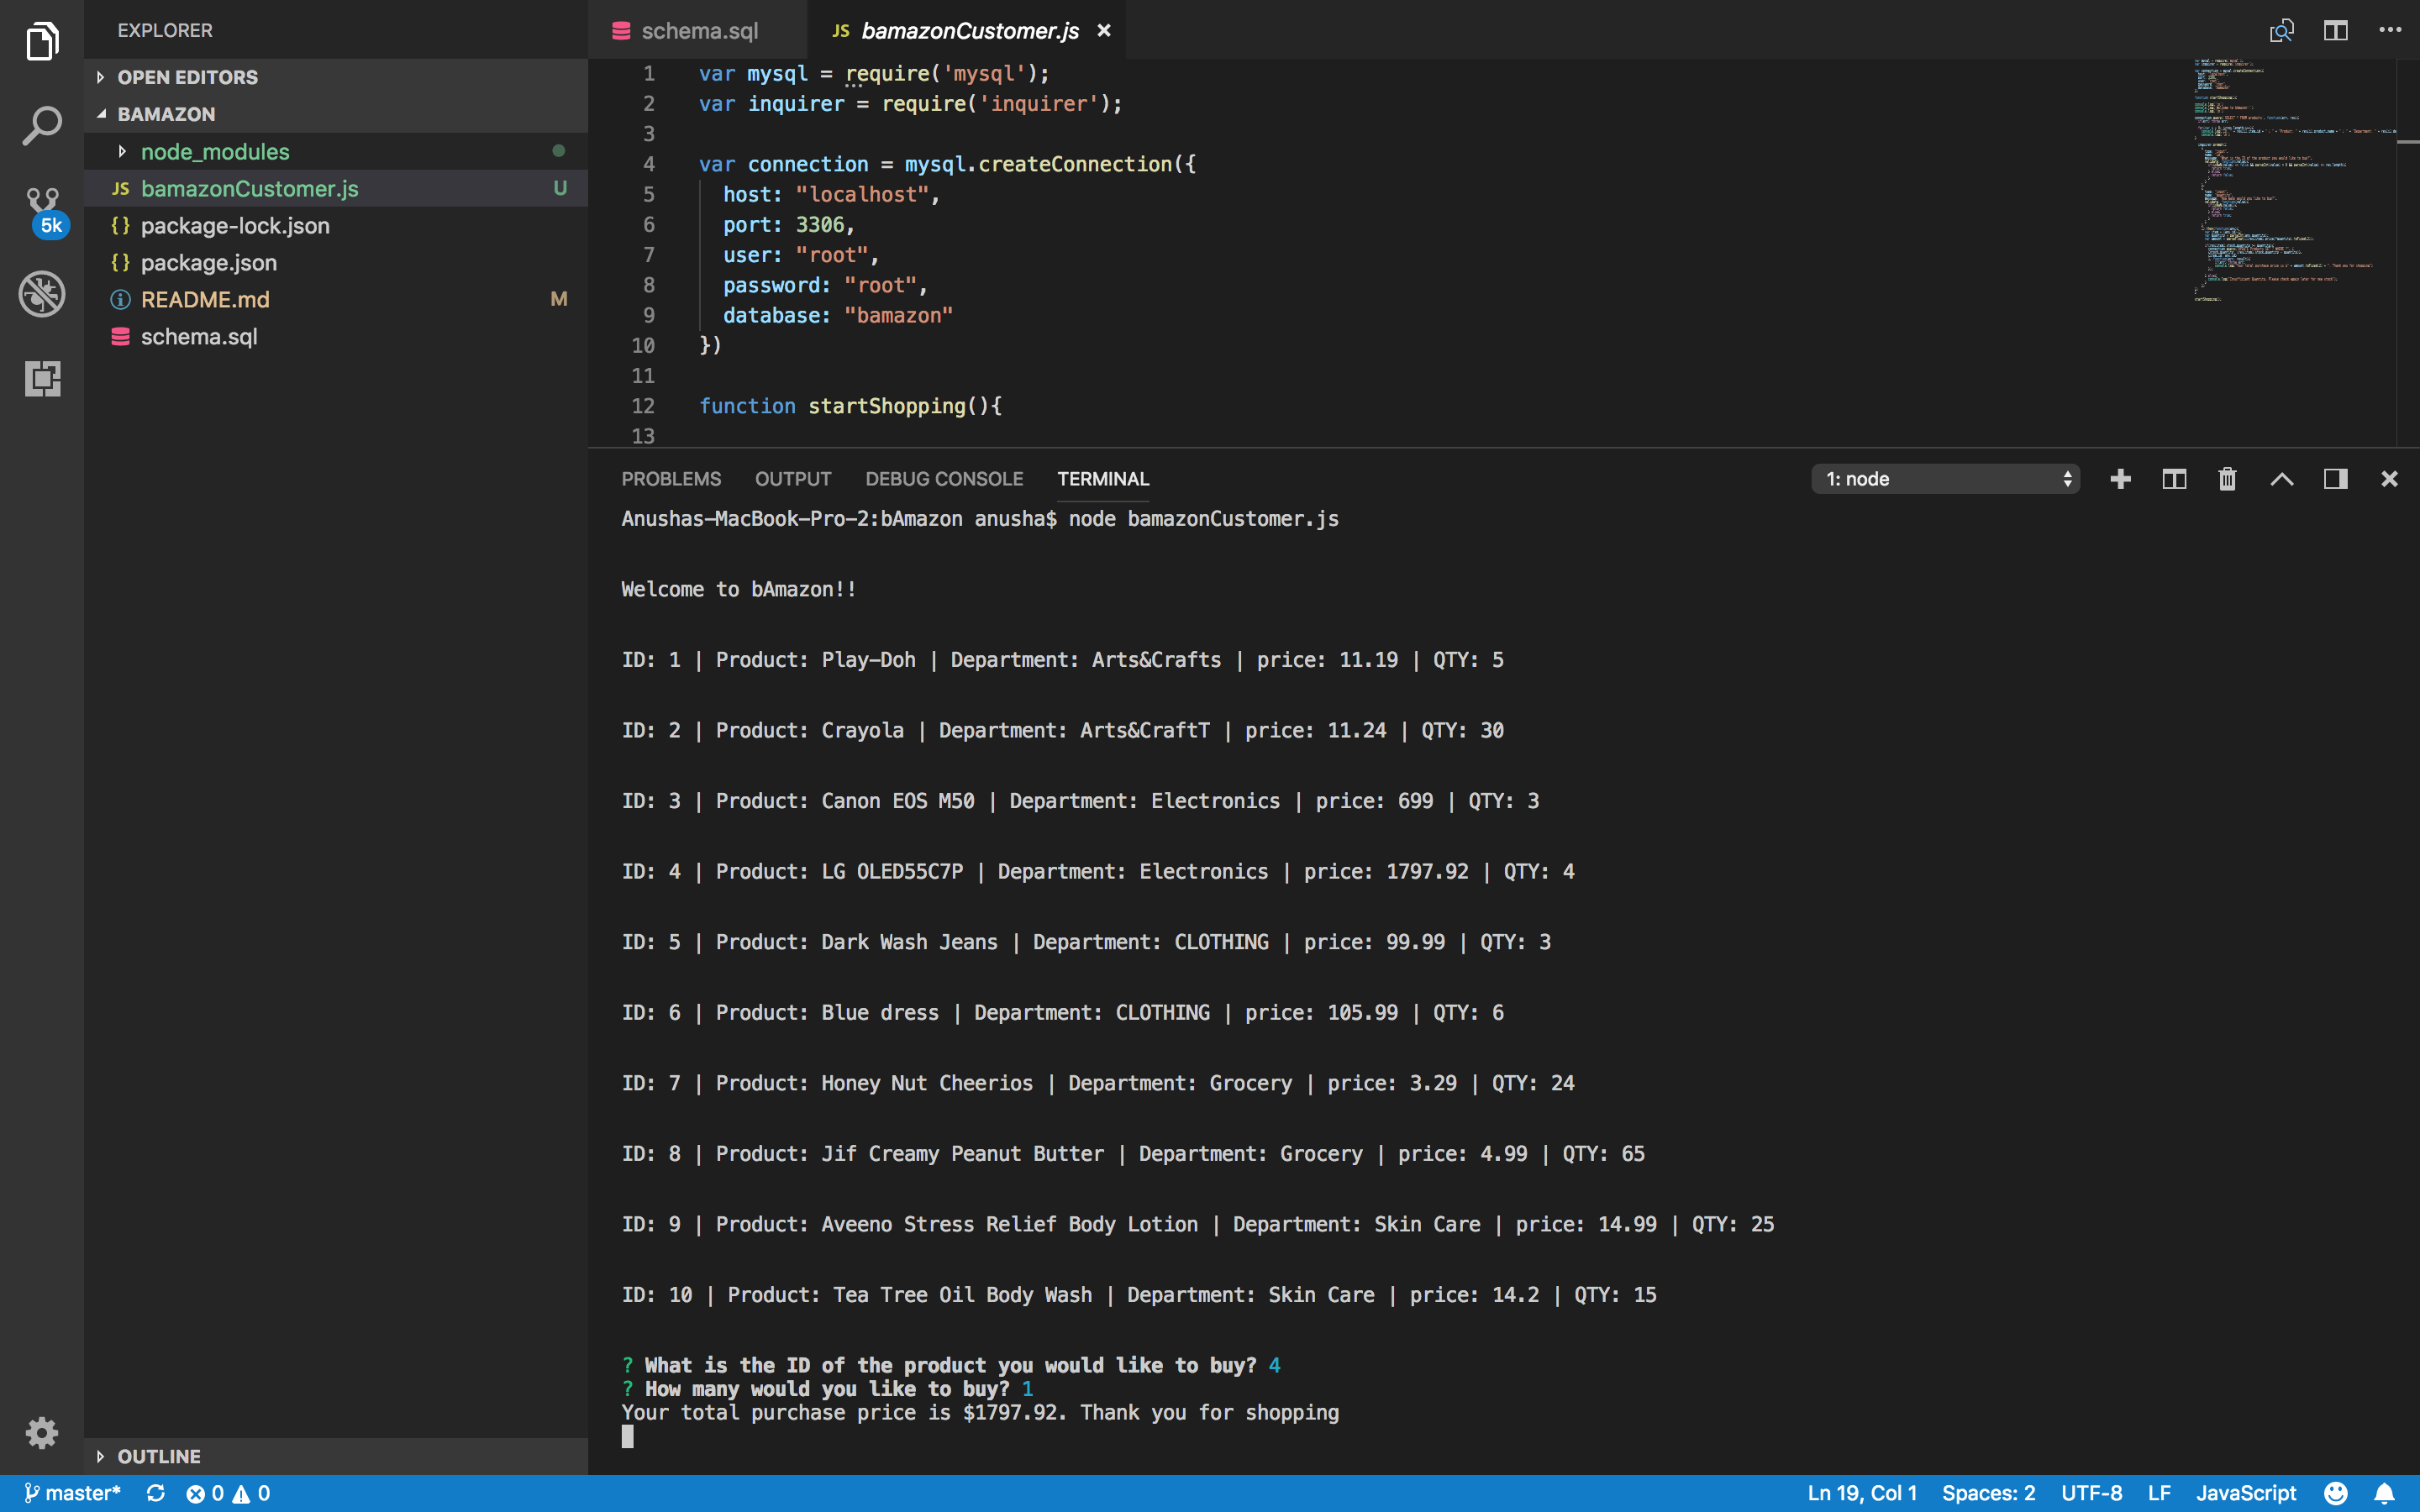 EXPLORER
OPEN EDITORS
BAMAZON
node_modules
JS bamazonCustomer.js U
{} package-lock.json
{} package.json
README.md M
schema.sql
5k
OUTLINE
schema.sql
JS bamazonCustomer.js ×
1 var mysql = require('mysql');
2 var inquirer = require('inquirer');
3
4 var connection = mysql.createConnection({
5 host: "localhost",
6 port: 3306,
7 user: "root",
8 password: "root",
9 database: "bamazon"
10 })
11
12 function startShopping(){
13
PROBLEMS OUTPUT DEBUG CONSOLE TERMINAL 1: node
Anushas-MacBook-Pro-2:bAmazon anusha$ node bamazonCustomer.js
Welcome to bAmazon!!
ID: 1 | Product: Play-Doh | Department: Arts&Crafts | price: 11.19 | QTY: 5
ID: 2 | Product: Crayola | Department: Arts&CraftT | price: 11.24 | QTY: 30
ID: 3 | Product: Canon EOS M50 | Department: Electronics | price: 699 | QTY: 3
ID: 4 | Product: LG OLED55C7P | Department: Electronics | price: 1797.92 | QTY: 4
ID: 5 | Product: Dark Wash Jeans | Department: CLOTHING | price: 99.99 | QTY: 3
ID: 6 | Product: Blue dress | Department: CLOTHING | price: 105.99 | QTY: 6
ID: 7 | Product: Honey Nut Cheerios | Department: Grocery | price: 3.29 | QTY: 24
ID: 8 | Product: Jif Creamy Peanut Butter | Department: Grocery | price: 4.99 | QTY: 65
ID: 9 | Product: Aveeno Stress Relief Body Lotion | Department: Skin Care | price: 14.99 | QTY: 25
ID: 10 | Product: Tea Tree Oil Body Wash | Department: Skin Care | price: 14.2 | QTY: 15
? What is the ID of the product you would like to buy? 4
? How many would you like to buy? 1
Your total purchase price is $1797.92. Thank you for shopping
master* 0 0 Ln 19, Col 1 Spaces: 2 UTF-8 LF JavaScript